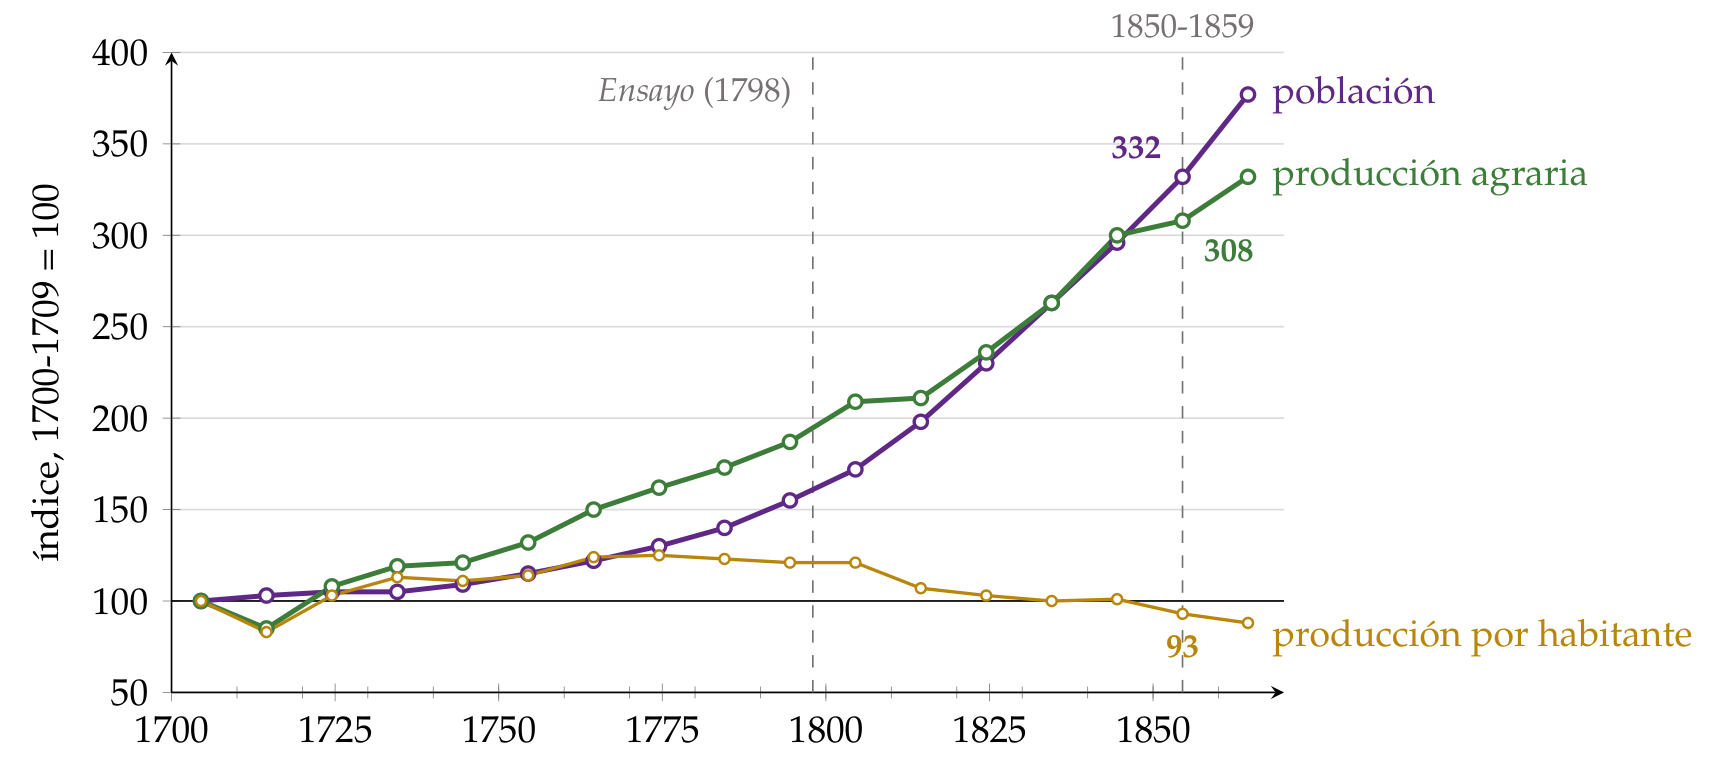 1850-1859
400
Ensayo (1798)
población
350
332
producción agraria
300
308
250
200
150
100
producción por habitante
93
50
índice, 1700-1709 = 100
1700 1725 1750 1775 1800 1825 1850